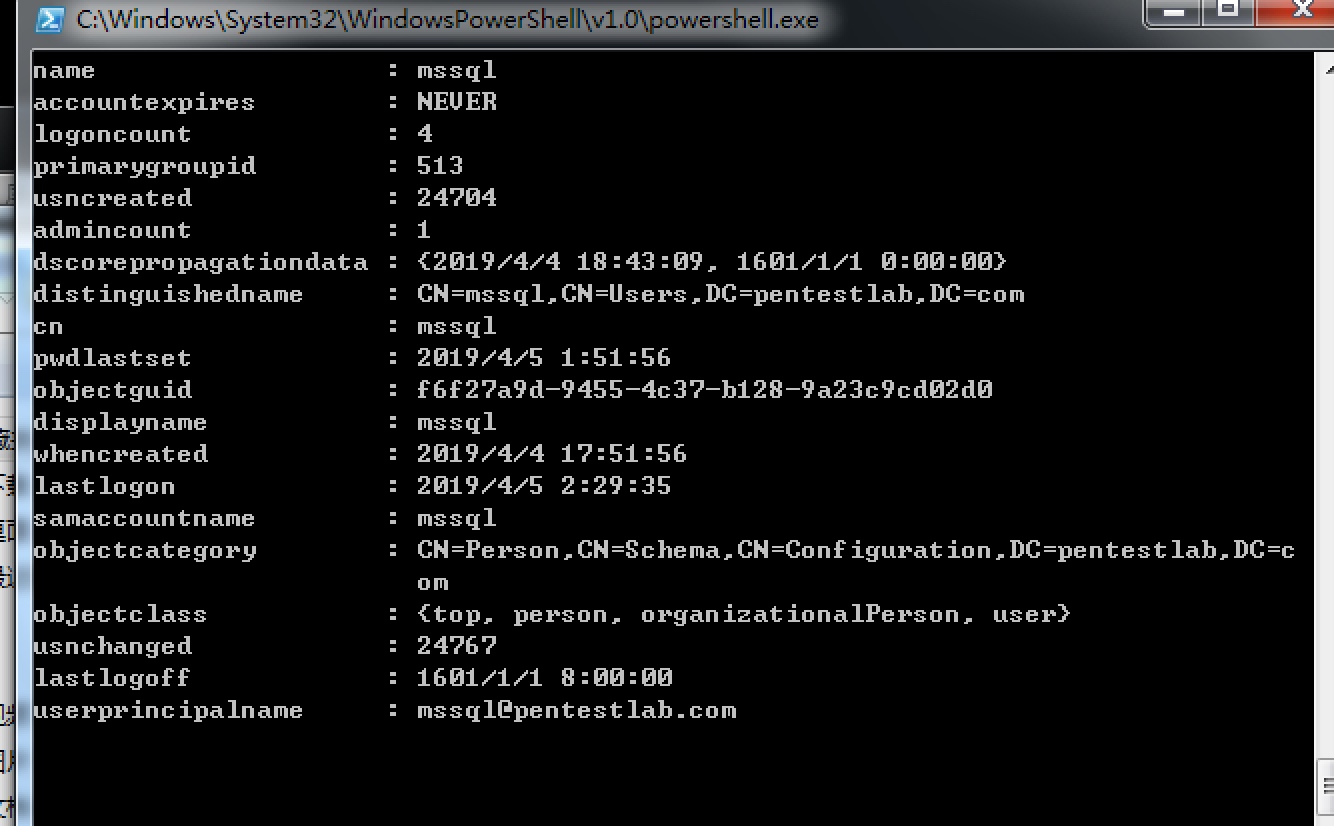 C:\Windows\System32\WindowsPowerShell\v1.0\powershell.exe
name : mssql
accountexpires : NEVER
logoncount : 4
primarygroupid : 513
usncreated : 24704
admincount : 1
dscorepropagationdata : {2019/4/4 18:43:09, 1601/1/1 0:00:00}
distinguishedname : CN=mssql,CN=Users,DC=pentestlab,DC=com
cn : mssql
pwdlastset : 2019/4/5 1:51:56
objectguid : f6f27a9d-9455-4c37-b128-9a23c9cd02d0
displayname : mssql
whencreated : 2019/4/4 17:51:56
lastlogon : 2019/4/5 2:29:35
samaccountname : mssql
objectcategory : CN=Person,CN=Schema,CN=Configuration,DC=pentestlab,DC=c
om
objectclass : {top, person, organizationalPerson, user}
usnchanged : 24767
lastlogoff : 1601/1/1 8:00:00
userprincipalname : mssql@pentestlab.com